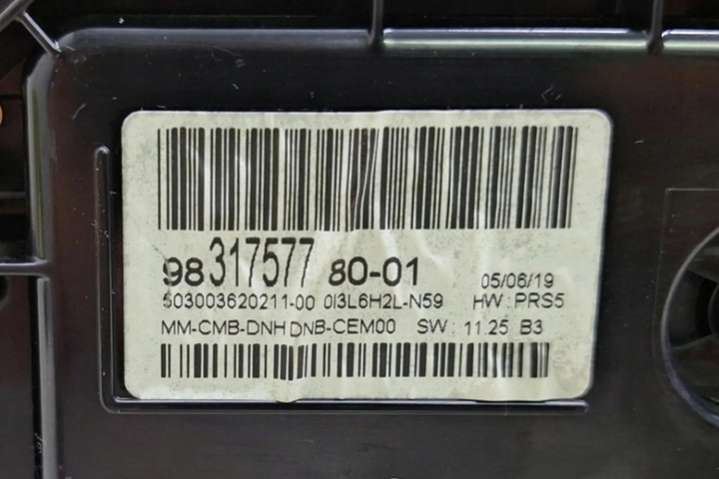 98 317577 80-01 05/06/19
503003620211-00 0I3L6H2L-N59 HW: PRS5
MM-CMB-DNH DNB-CEM00 SW: 11.25 B3